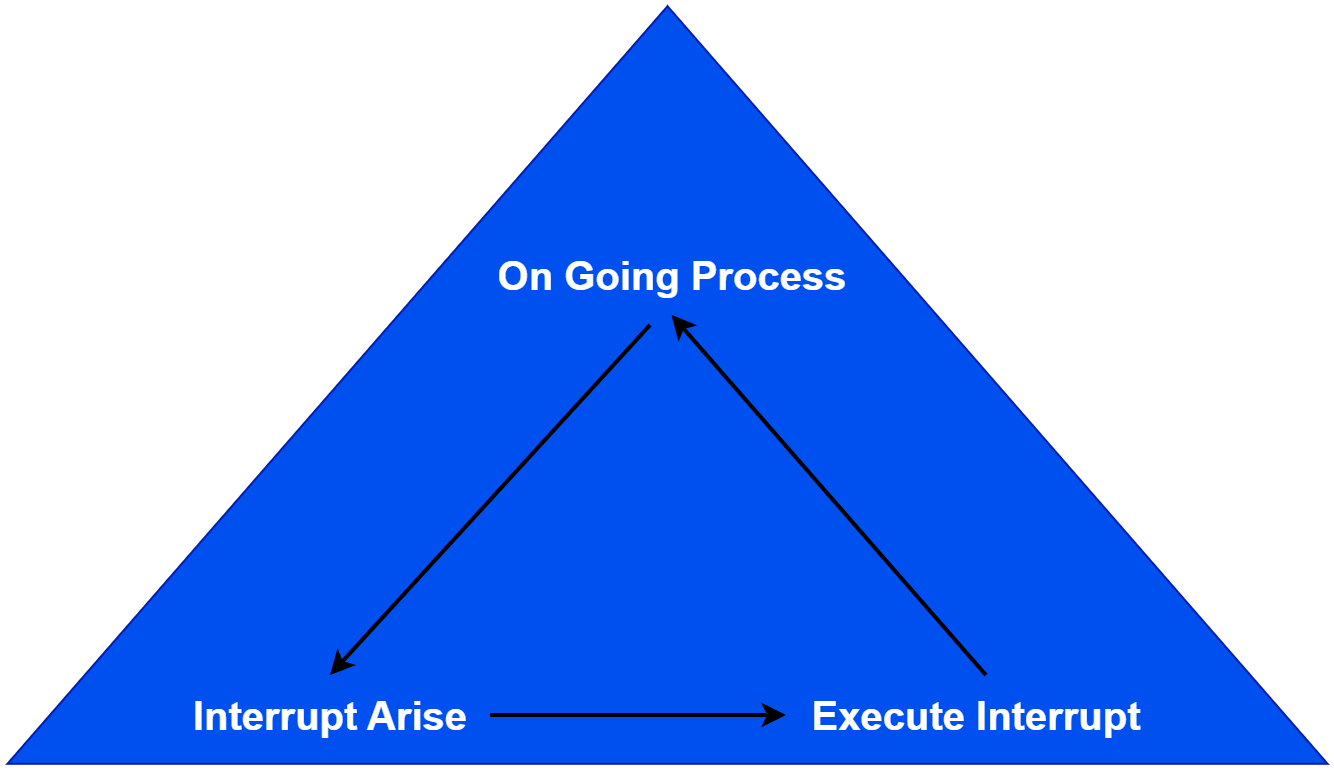 On Going Process
Interrupt Arise
Execute Interrupt